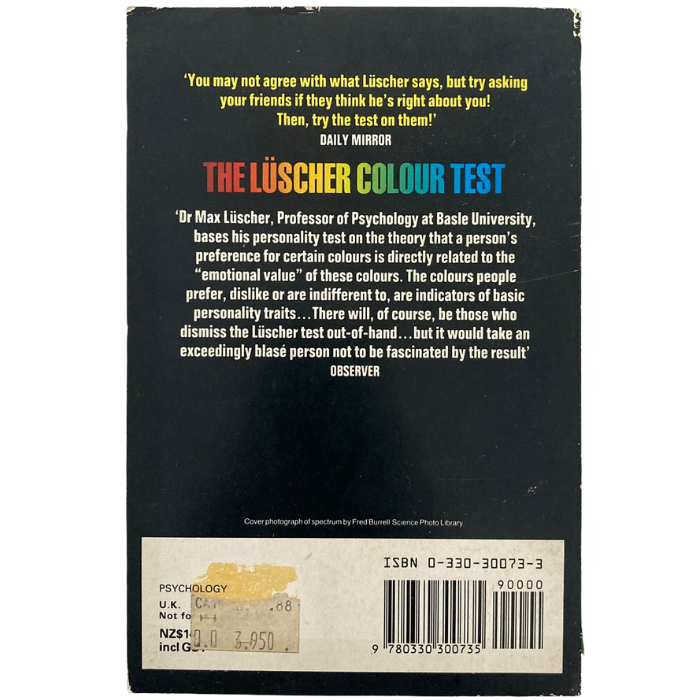 ‘You may not agree with what Lüscher says, but try asking
your friends if they think he's right about you!
Then, try the test on them!’
DAILY MIRROR
THE LÜSCHER COLOUR TEST
‘Dr Max Lüscher, Professor of Psychology at Basle University,
bases his personality test on the theory that a person's
preference for certain colours is directly related to the
“emotional value” of these colours. The colours people
prefer, dislike or are indifferent to, are indicators of basic
personality traits...There will, of course, be those who
dismiss the Lüscher test out-of-hand...but it would take an
exceedingly blasé person not to be fascinated by the result’
OBSERVER
Cover photograph of spectrum by Fred Burrell Science Photo Library
ISBN 0-330-30073-3
90000
PSYCHOLOGY
U.K.
.88
Not
NZ$1
3.950
incl
9 780330 300735